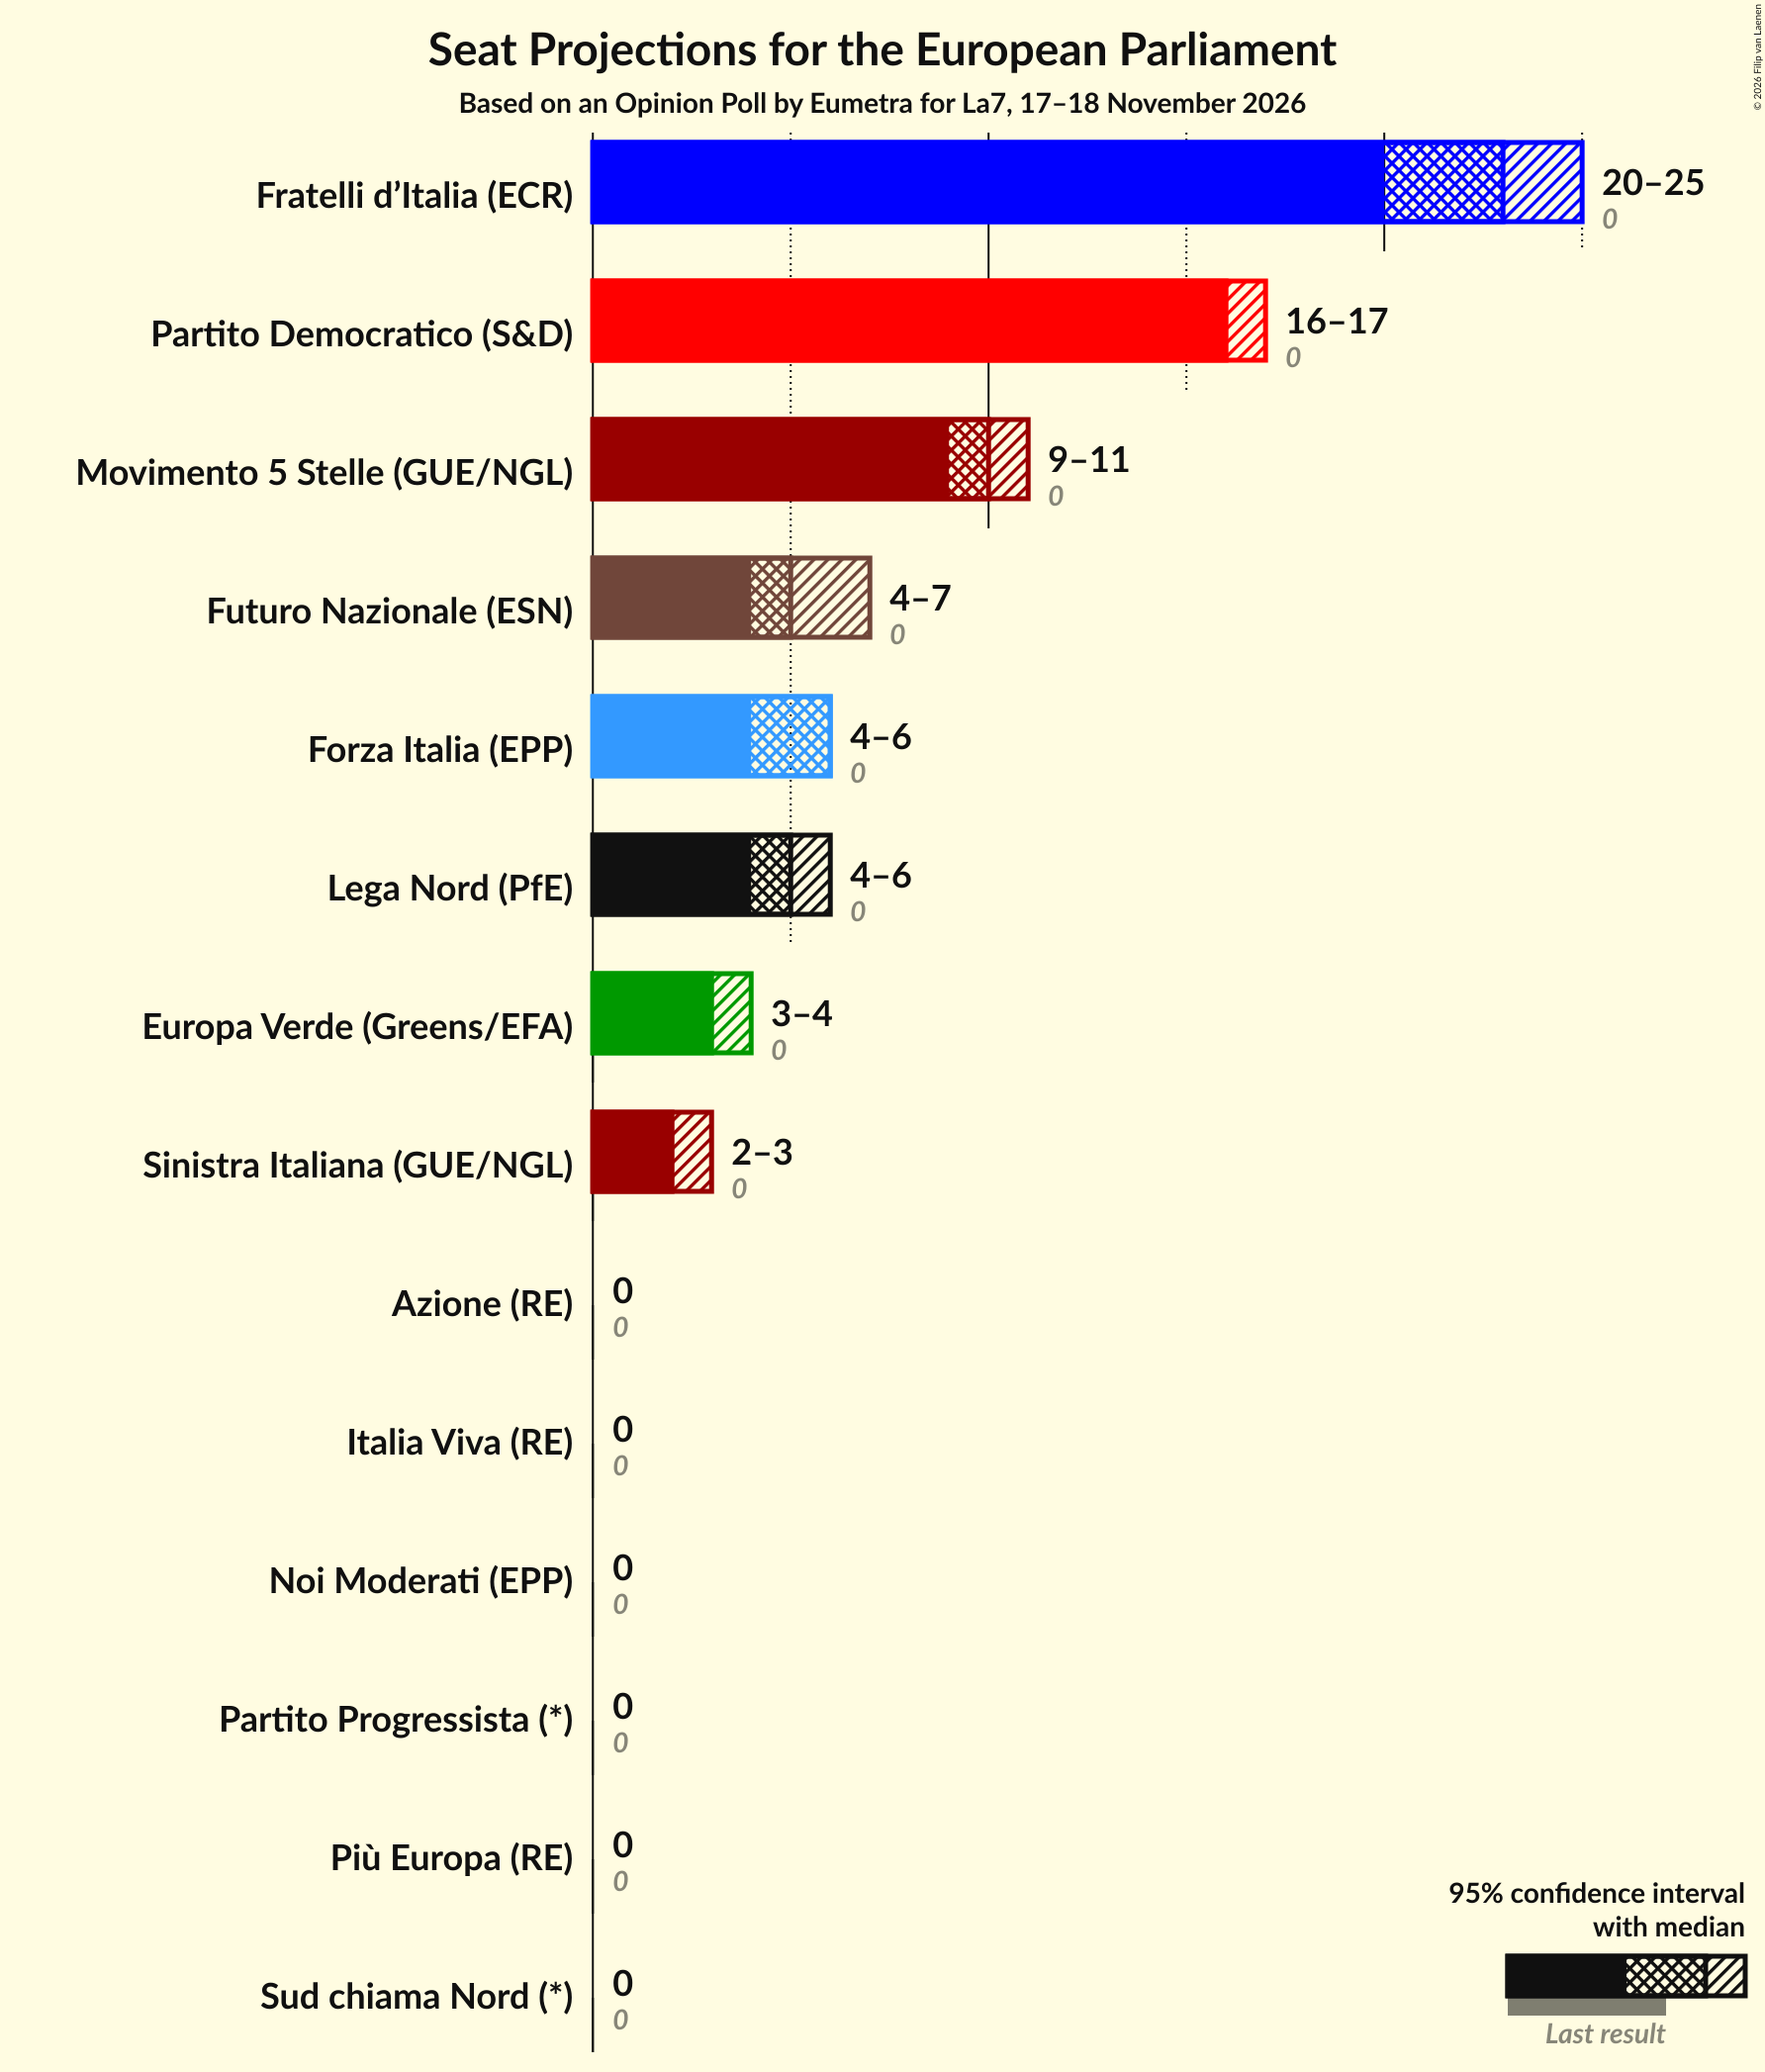 Seat Projections for the European Parliament
Based on an Opinion Poll by Eumetra for La7, 17–18 November 2026
© 2026 Filip van Laenen
Fratelli d’Italia (ECR)
20–25
0
Partito Democratico (S&D)
16–17
0
Movimento 5 Stelle (GUE/NGL)
9–11
0
Futuro Nazionale (ESN)
4–7
0
Forza Italia (EPP)
4–6
0
Lega Nord (PfE)
4–6
0
Europa Verde (Greens/EFA)
3–4
0
Sinistra Italiana (GUE/NGL)
2–3
0
Azione (RE)
0
0
Italia Viva (RE)
0
0
Noi Moderati (EPP)
0
0
Partito Progressista (*)
0
0
Più Europa (RE)
0
0
Sud chiama Nord (*)
0
0
95% confidence interval
with median
Last result